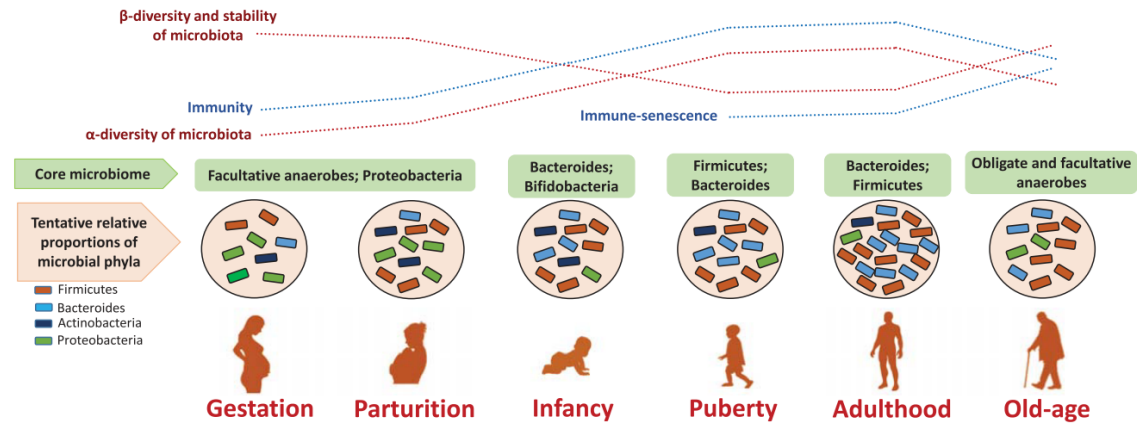 β-diversity and stability
of microbiota
Immunity
α-diversity of microbiota
Immune-senescence
Core microbiome
Facultative anaerobes; Proteobacteria
Bacteroides;
Bifidobacteria
Firmicutes;
Bacteroides
Bacteroides;
Firmicutes
Obligate and facultative
anaerobes
Tentative relative
proportions of
microbial phyla
Firmicutes
Bacteroides
Actinobacteria
Proteobacteria
Gestation
Parturition
Infancy
Puberty
Adulthood
Old-age